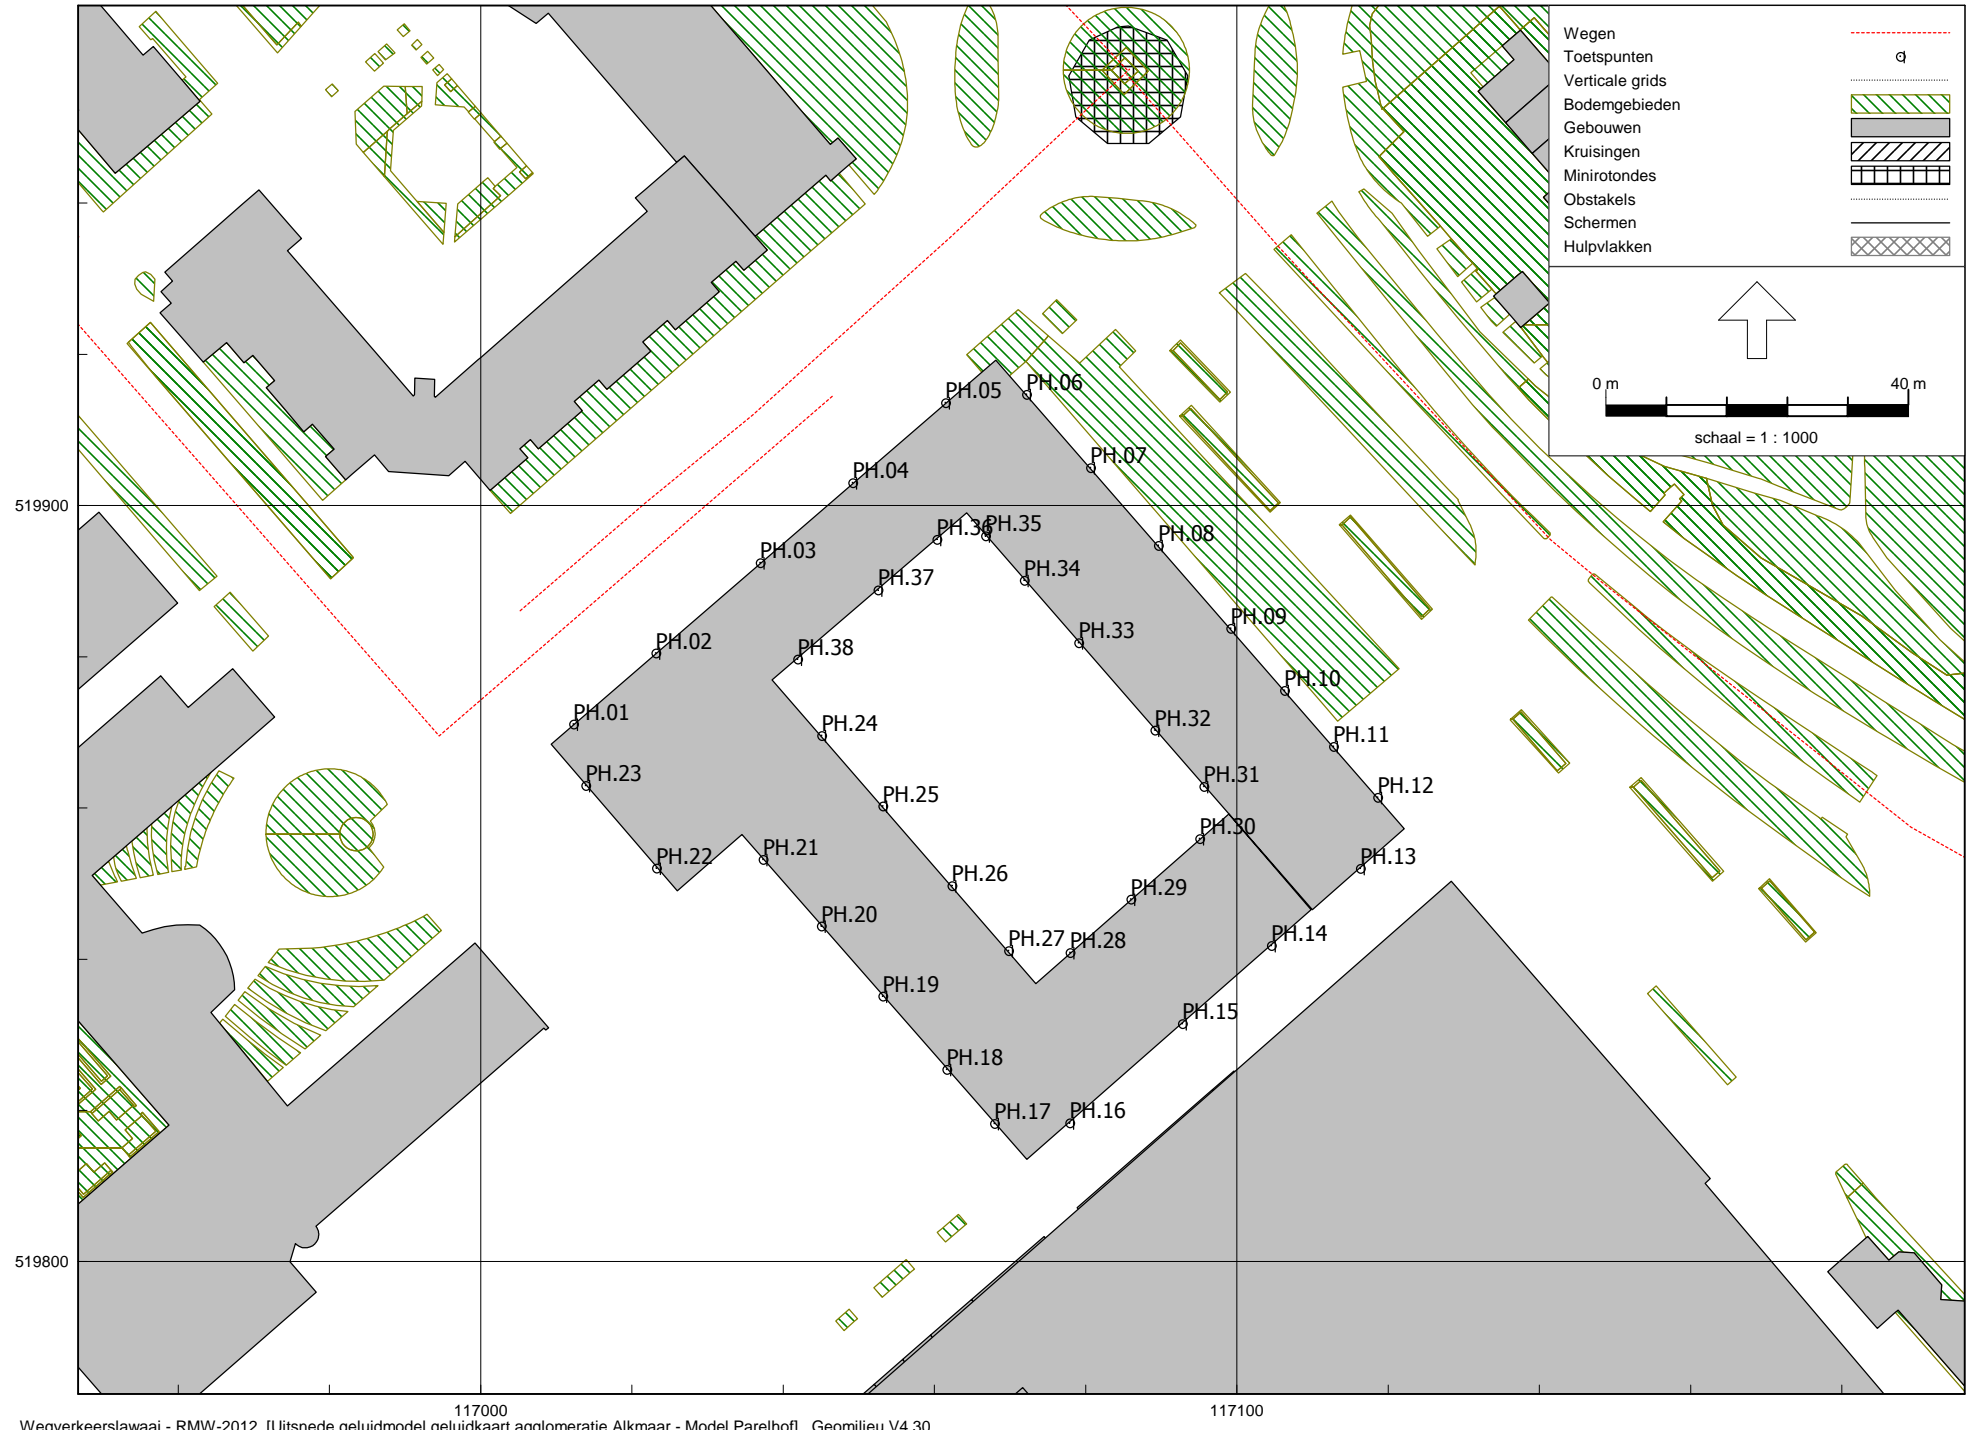 Wegen
Toetspunten
Verticale grids
Bodemgebieden
Gebouwen
Kruisingen
Minirotondes
Obstakels
Schermen
Hulpvlakken
0 m 40 m
schaal = 1 : 1000
PH.05
PH.06
PH.07
PH.04
519900
PH.36
PH.35
PH.08
PH.03
PH.37
PH.34
PH.09
PH.33
PH.02
PH.38
PH.10
PH.01
PH.24
PH.32
PH.11
PH.23
PH.25
PH.31
PH.12
PH.30
PH.22
PH.21
PH.13
PH.26
PH.29
PH.20
PH.27
PH.28
PH.14
PH.19
PH.15
PH.18
PH.17
PH.16
519800
117000
117100
Wegverkeerslawaai - RMW-2012, [Uitsnede geluidmodel geluidkaart agglomeratie Alkmaar - Model Parelhof] , Geomilieu V4.30